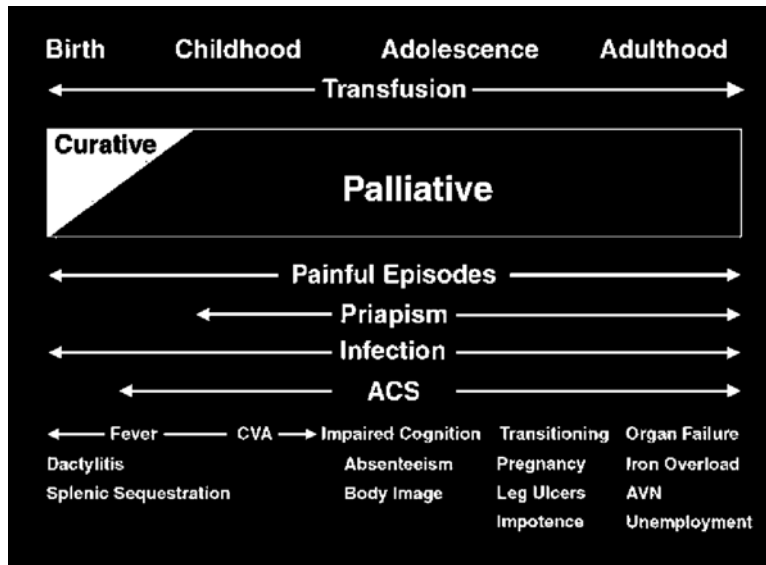 Birth Childhood Adolescence Adulthood
Transfusion
Curative
Palliative
Painful Episodes
Priapism
Infection
ACS
Fever CVA Impaired Cognition Transitioning Organ Failure
Dactylitis Absenteeism Pregnancy Iron Overload
Splenic Sequestration Body Image Leg Ulcers AVN
Impotence Unemployment